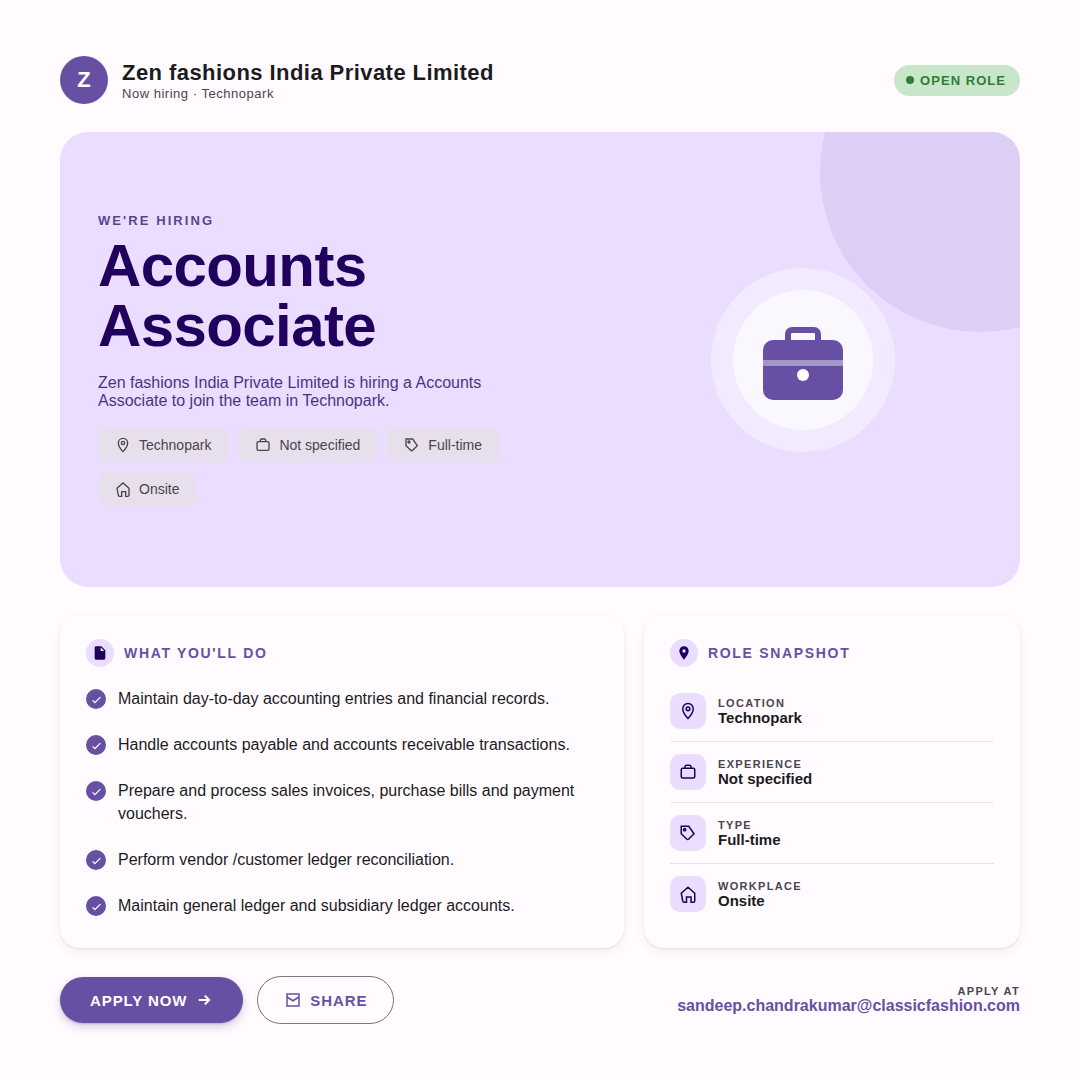 Z
Zen fashions India Private Limited
Now hiring · Technopark
OPEN ROLE
WE'RE HIRING
Accounts
Associate
Zen fashions India Private Limited is hiring a Accounts
Associate to join the team in Technopark.
Technopark
Not specified
Full-time
Onsite
WHAT YOU'LL DO
Maintain day-to-day accounting entries and financial records.
Handle accounts payable and accounts receivable transactions.
Prepare and process sales invoices, purchase bills and payment
vouchers.
Perform vendor /customer ledger reconciliation.
Maintain general ledger and subsidiary ledger accounts.
ROLE SNAPSHOT
LOCATION
Technopark
EXPERIENCE
Not specified
TYPE
Full-time
WORKPLACE
Onsite
APPLY NOW
SHARE
APPLY AT
sandeep.chandrakumar@classicfashion.com